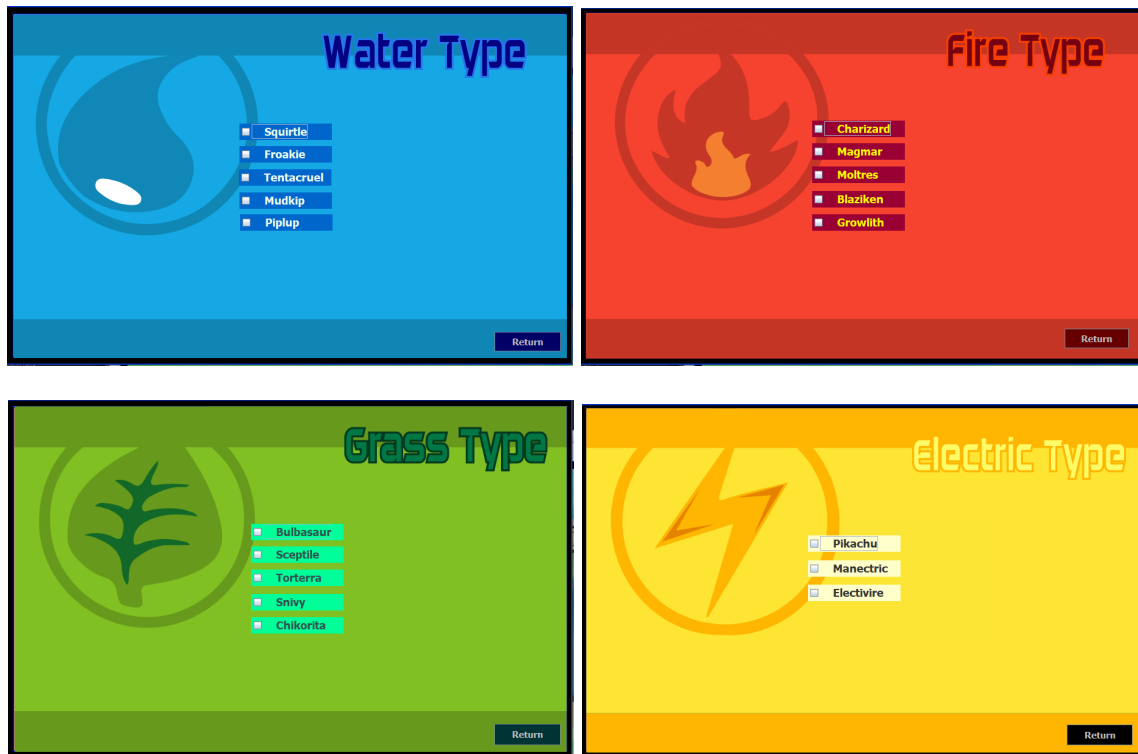 Water Type
Squirtle
Froakie
Tentacruel
Mudkip
Piplup
Return
Fire Type
Charizard
Magmar
Moltres
Blaziken
Growlith
Return
Grass Type
Bulbasaur
Sceptile
Torterra
Snivy
Chikorita
Return
Electric Type
Pikachu
Manectric
Electivire
Return